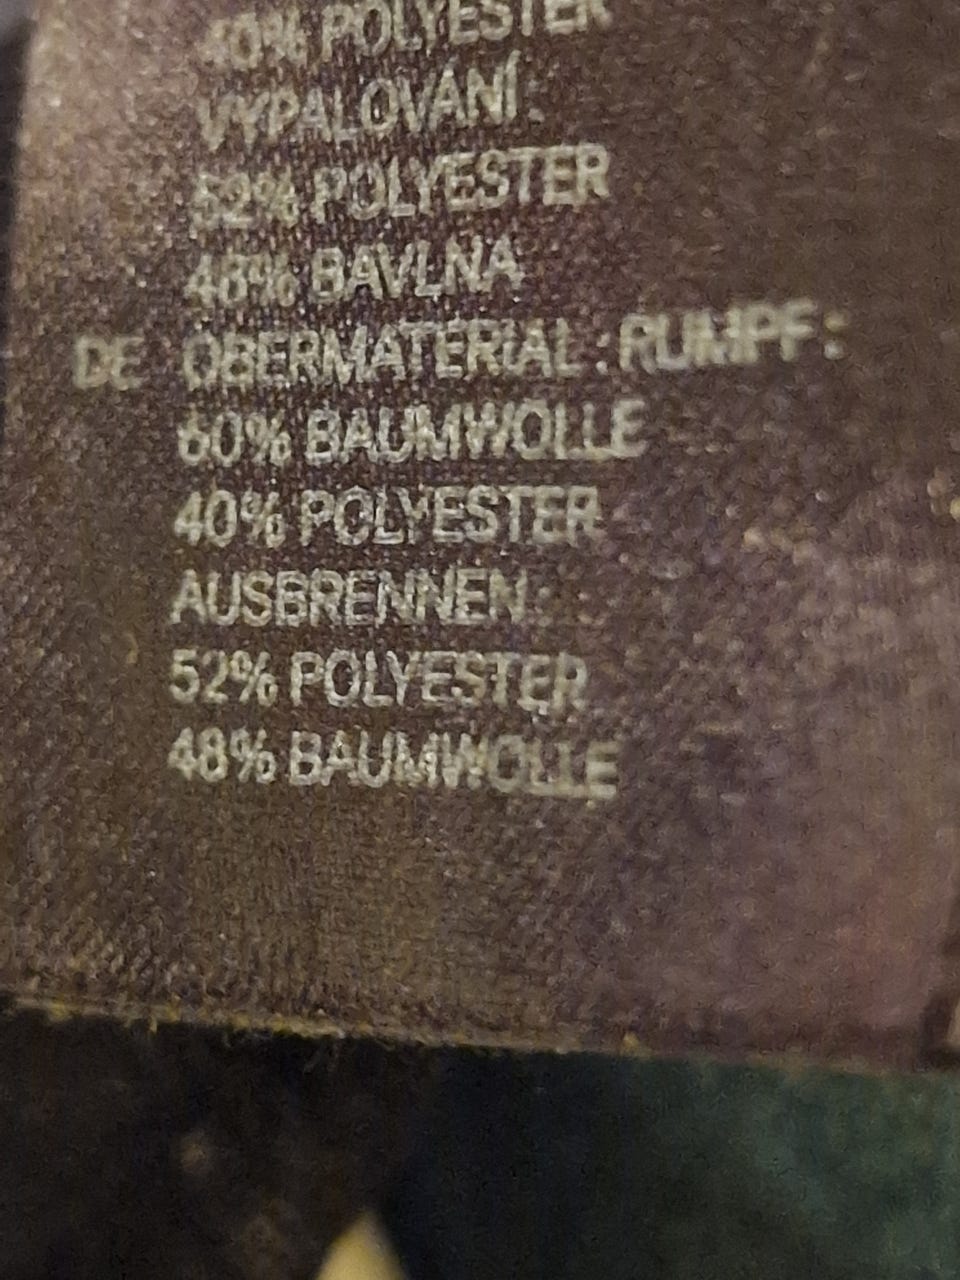 40% POLYESTER
VYPALOVÁNÍ:
52% POLYESTER
48% BAVLNA
DE OBERMATERIAL : RUMPF :
60% BAUMWOLLE
40% POLYESTER
AUSBRENNEN:
52% POLYESTER
48% BAUMWOLLE